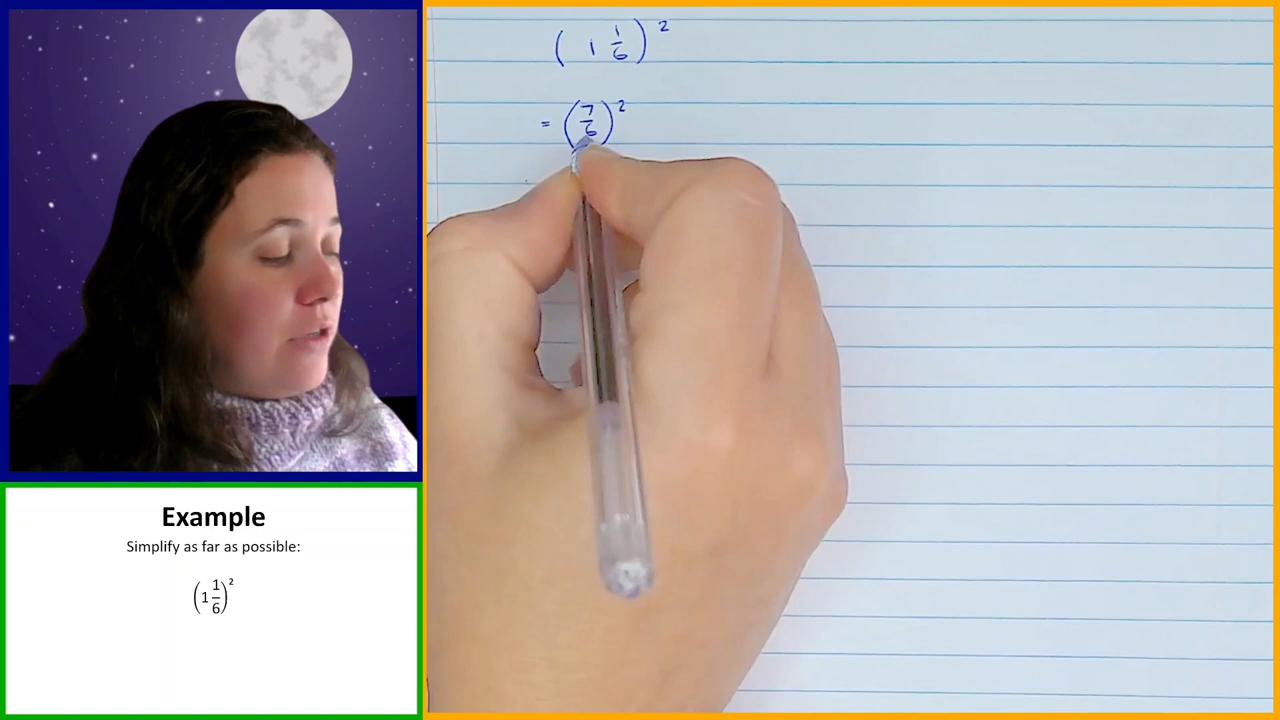 (1 1/6)²
= (7/6)²
Example
Simplify as far as possible:
(1 1/6)²